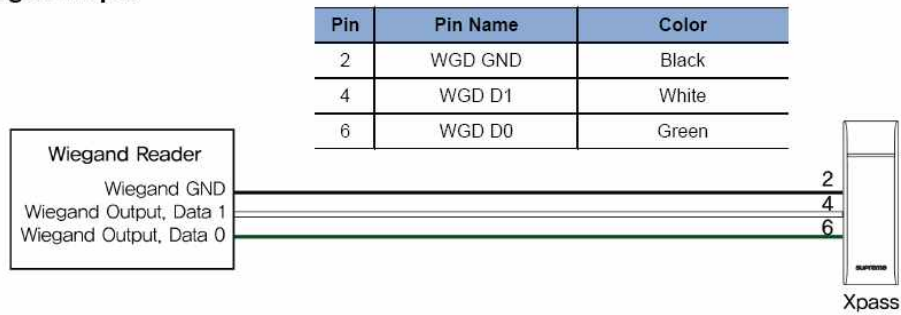 Pin Pin Name Color
2 WGD GND Black
4 WGD D1 White
6 WGD D0 Green
Wiegand Reader
Wiegand GND 2
Wiegand Output, Data 1 4
Wiegand Output, Data 0 6
suprema
Xpass